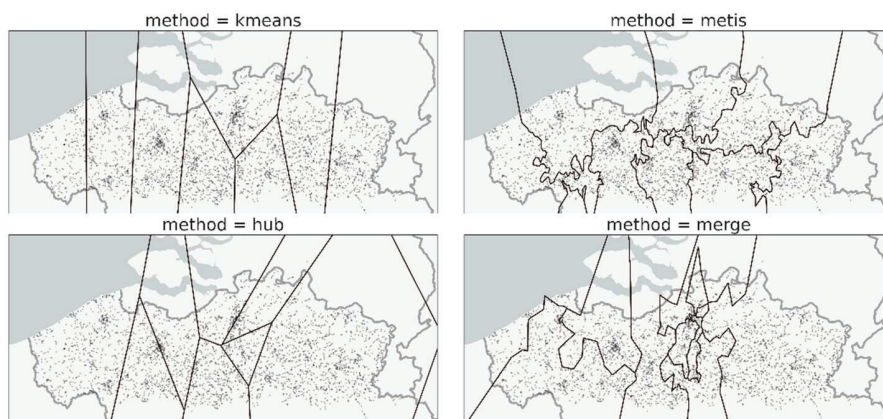 method = kmeans
method = metis
method = hub
method = merge